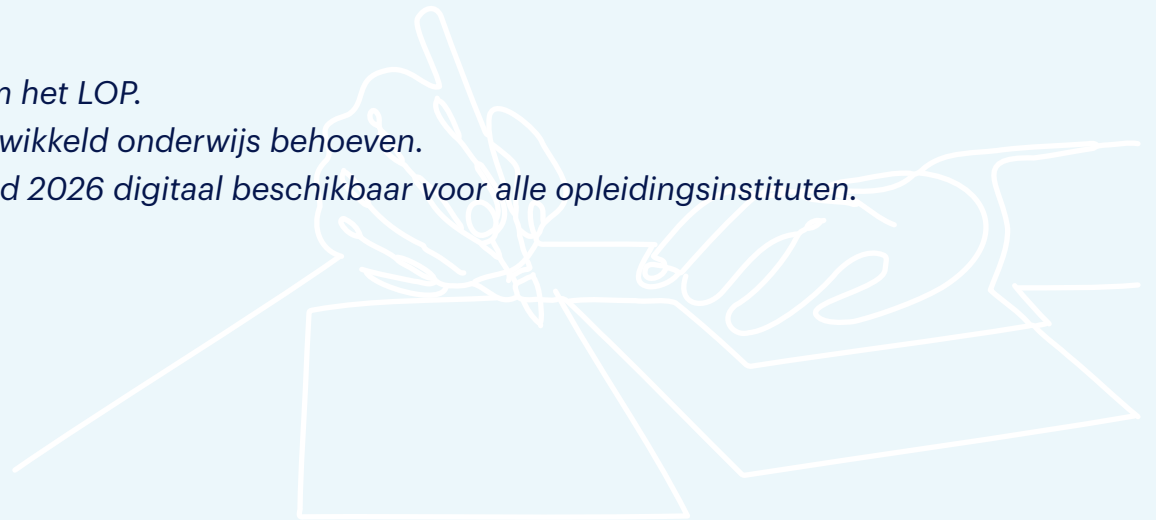 n het LOP.
wikkeld onderwijs behoeven.
d 2026 digitaal beschikbaar voor alle opleidingsinstituten.